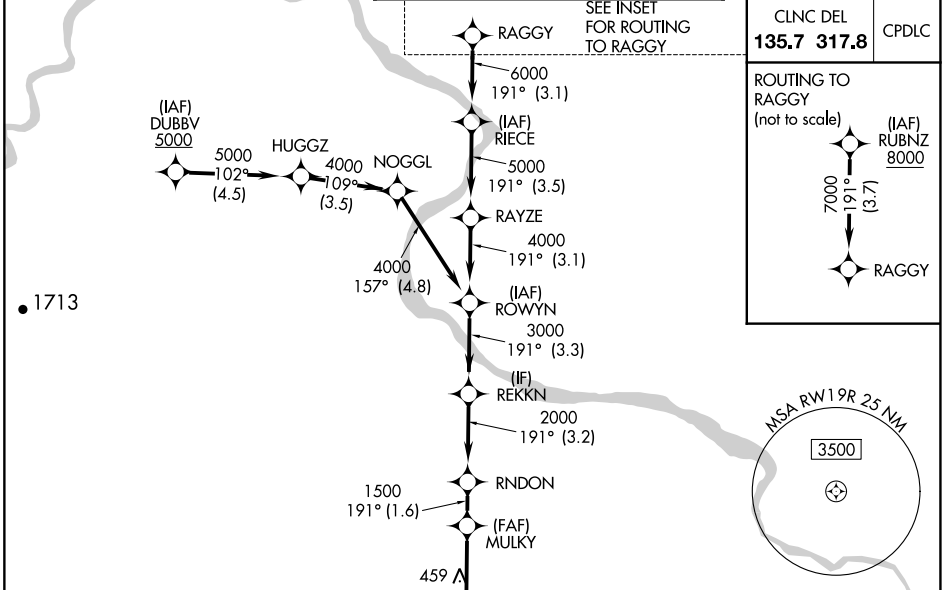 SEE INSET
FOR ROUTING
TO RAGGY
RAGGY
6000
191° (3.1)
(IAF)
RIECE
5000
191° (3.5)
RAYZE
4000
191° (3.1)
(IAF)
DUBBV
5000
5000
102°
(4.5)
HUGGZ
4000
109°
(3.5)
NOGGL
4000
157° (4.8)
(IAF)
ROWYN
3000
191° (3.3)
1713
(IF)
REKKN
2000
191° (3.2)
RNDON
1500
191° (1.6)
(FAF)
MULKY
459
CLNC DEL
135.7 317.8
CPDLC
ROUTING TO
RAGGY
(not to scale)
(IAF)
RUBNZ
8000
7000
191°
(3.7)
RAGGY
MSA RW19R 25 NM
3500